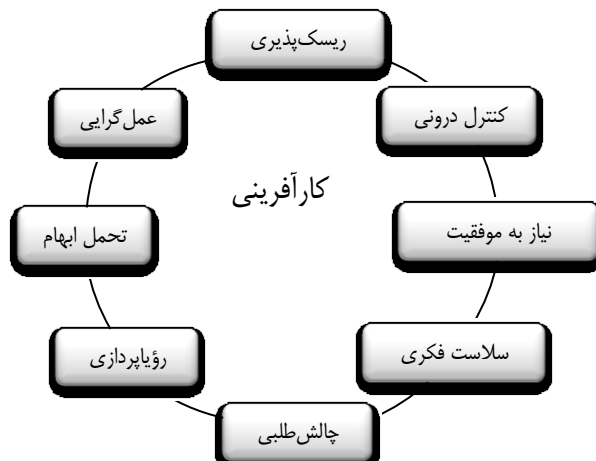 ریسک‌پذیری
کنترل درونی
عمل‌گرایی
کارآفرینی
نیاز به موفقیت
تحمل ابهام
سلاست فکری
رؤیاپردازی
چالش‌طلبی